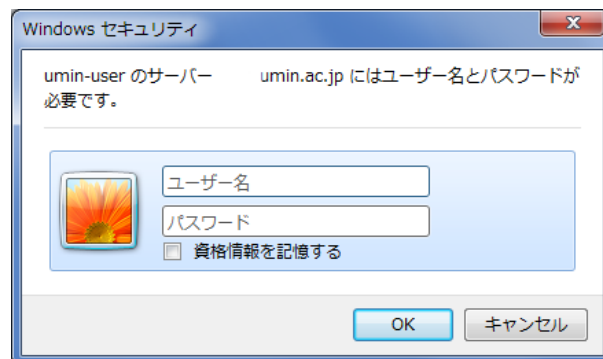 Windows セキュリティ
umin-user のサーバー umin.ac.jp にはユーザー名とパスワードが
必要です。
ユーザー名
パスワード
資格情報を記憶する
OK キャンセル